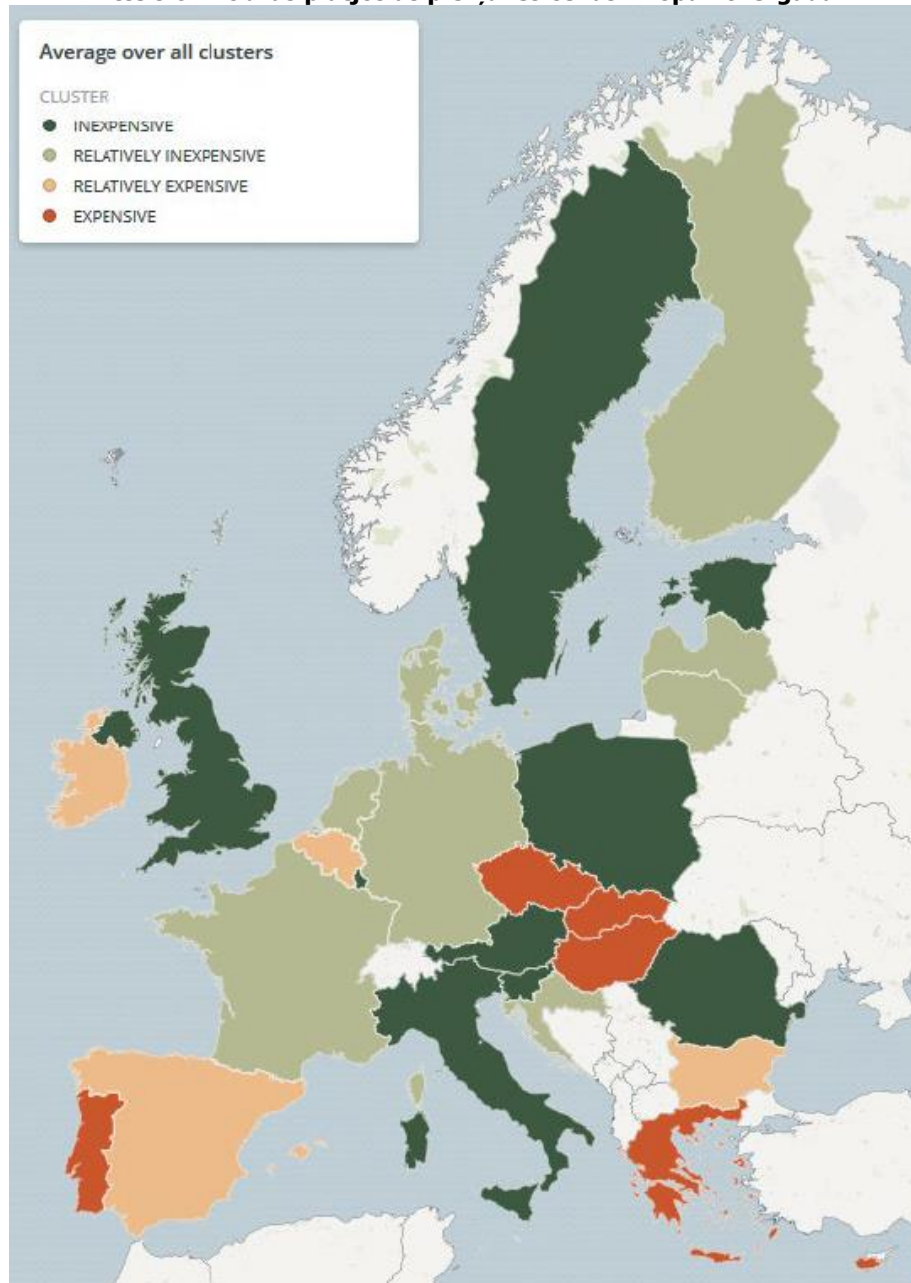 Average over all clusters
CLUSTER
INEXPENSIVE
RELATIVELY INEXPENSIVE
RELATIVELY EXPENSIVE
EXPENSIVE